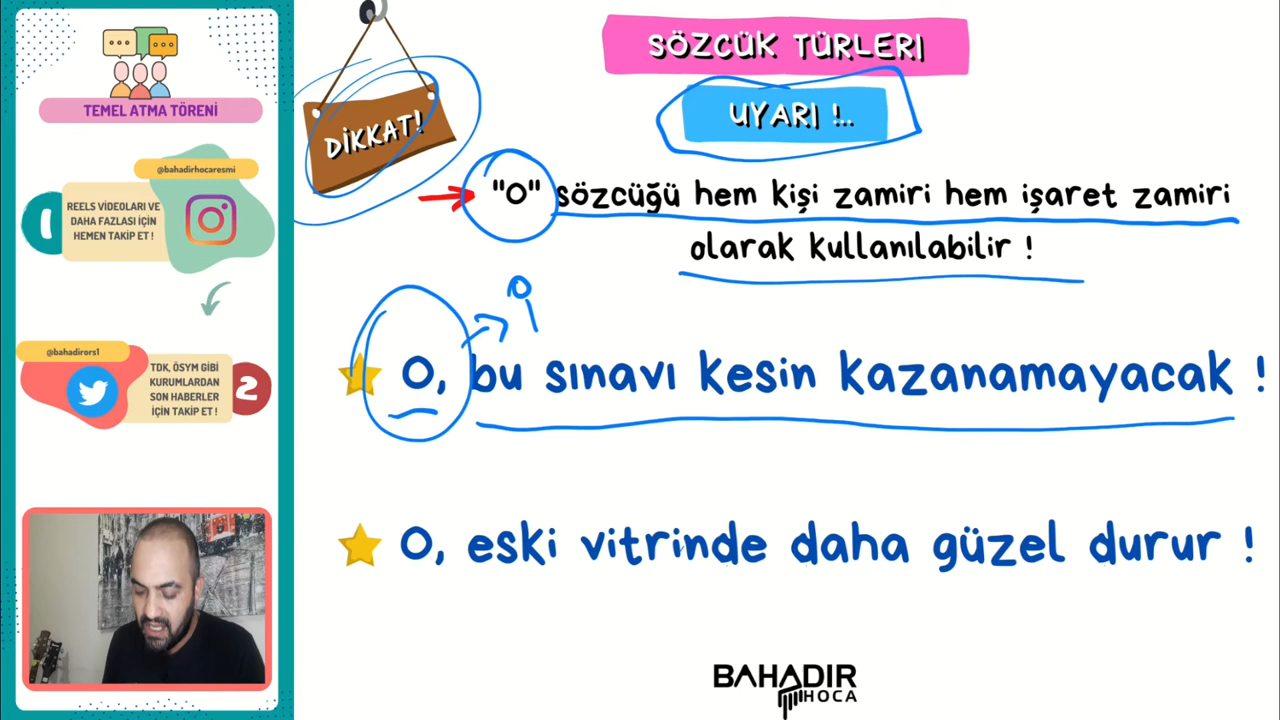 TEMEL ATMA TÖRENİ
@bahadirhocaresmi
1
REELS VİDEOLARI VE
DAHA FAZLASI İÇİN
HEMEN TAKİP ET !
@bahadirors1
TDK, ÖSYM GİBİ
KURUMLARDAN
SON HABERLER
İÇİN TAKİP ET !
2
SÖZCÜK TÜRLERI
DİKKAT!
UYARI !..
"O" sözcüğü hem kişi zamiri hem işaret zamiri
olarak kullanılabilir !
O, bu sınavı kesin kazanamayacak !
O, eski vitrinde daha güzel durur !
BAHADIR
HOCA